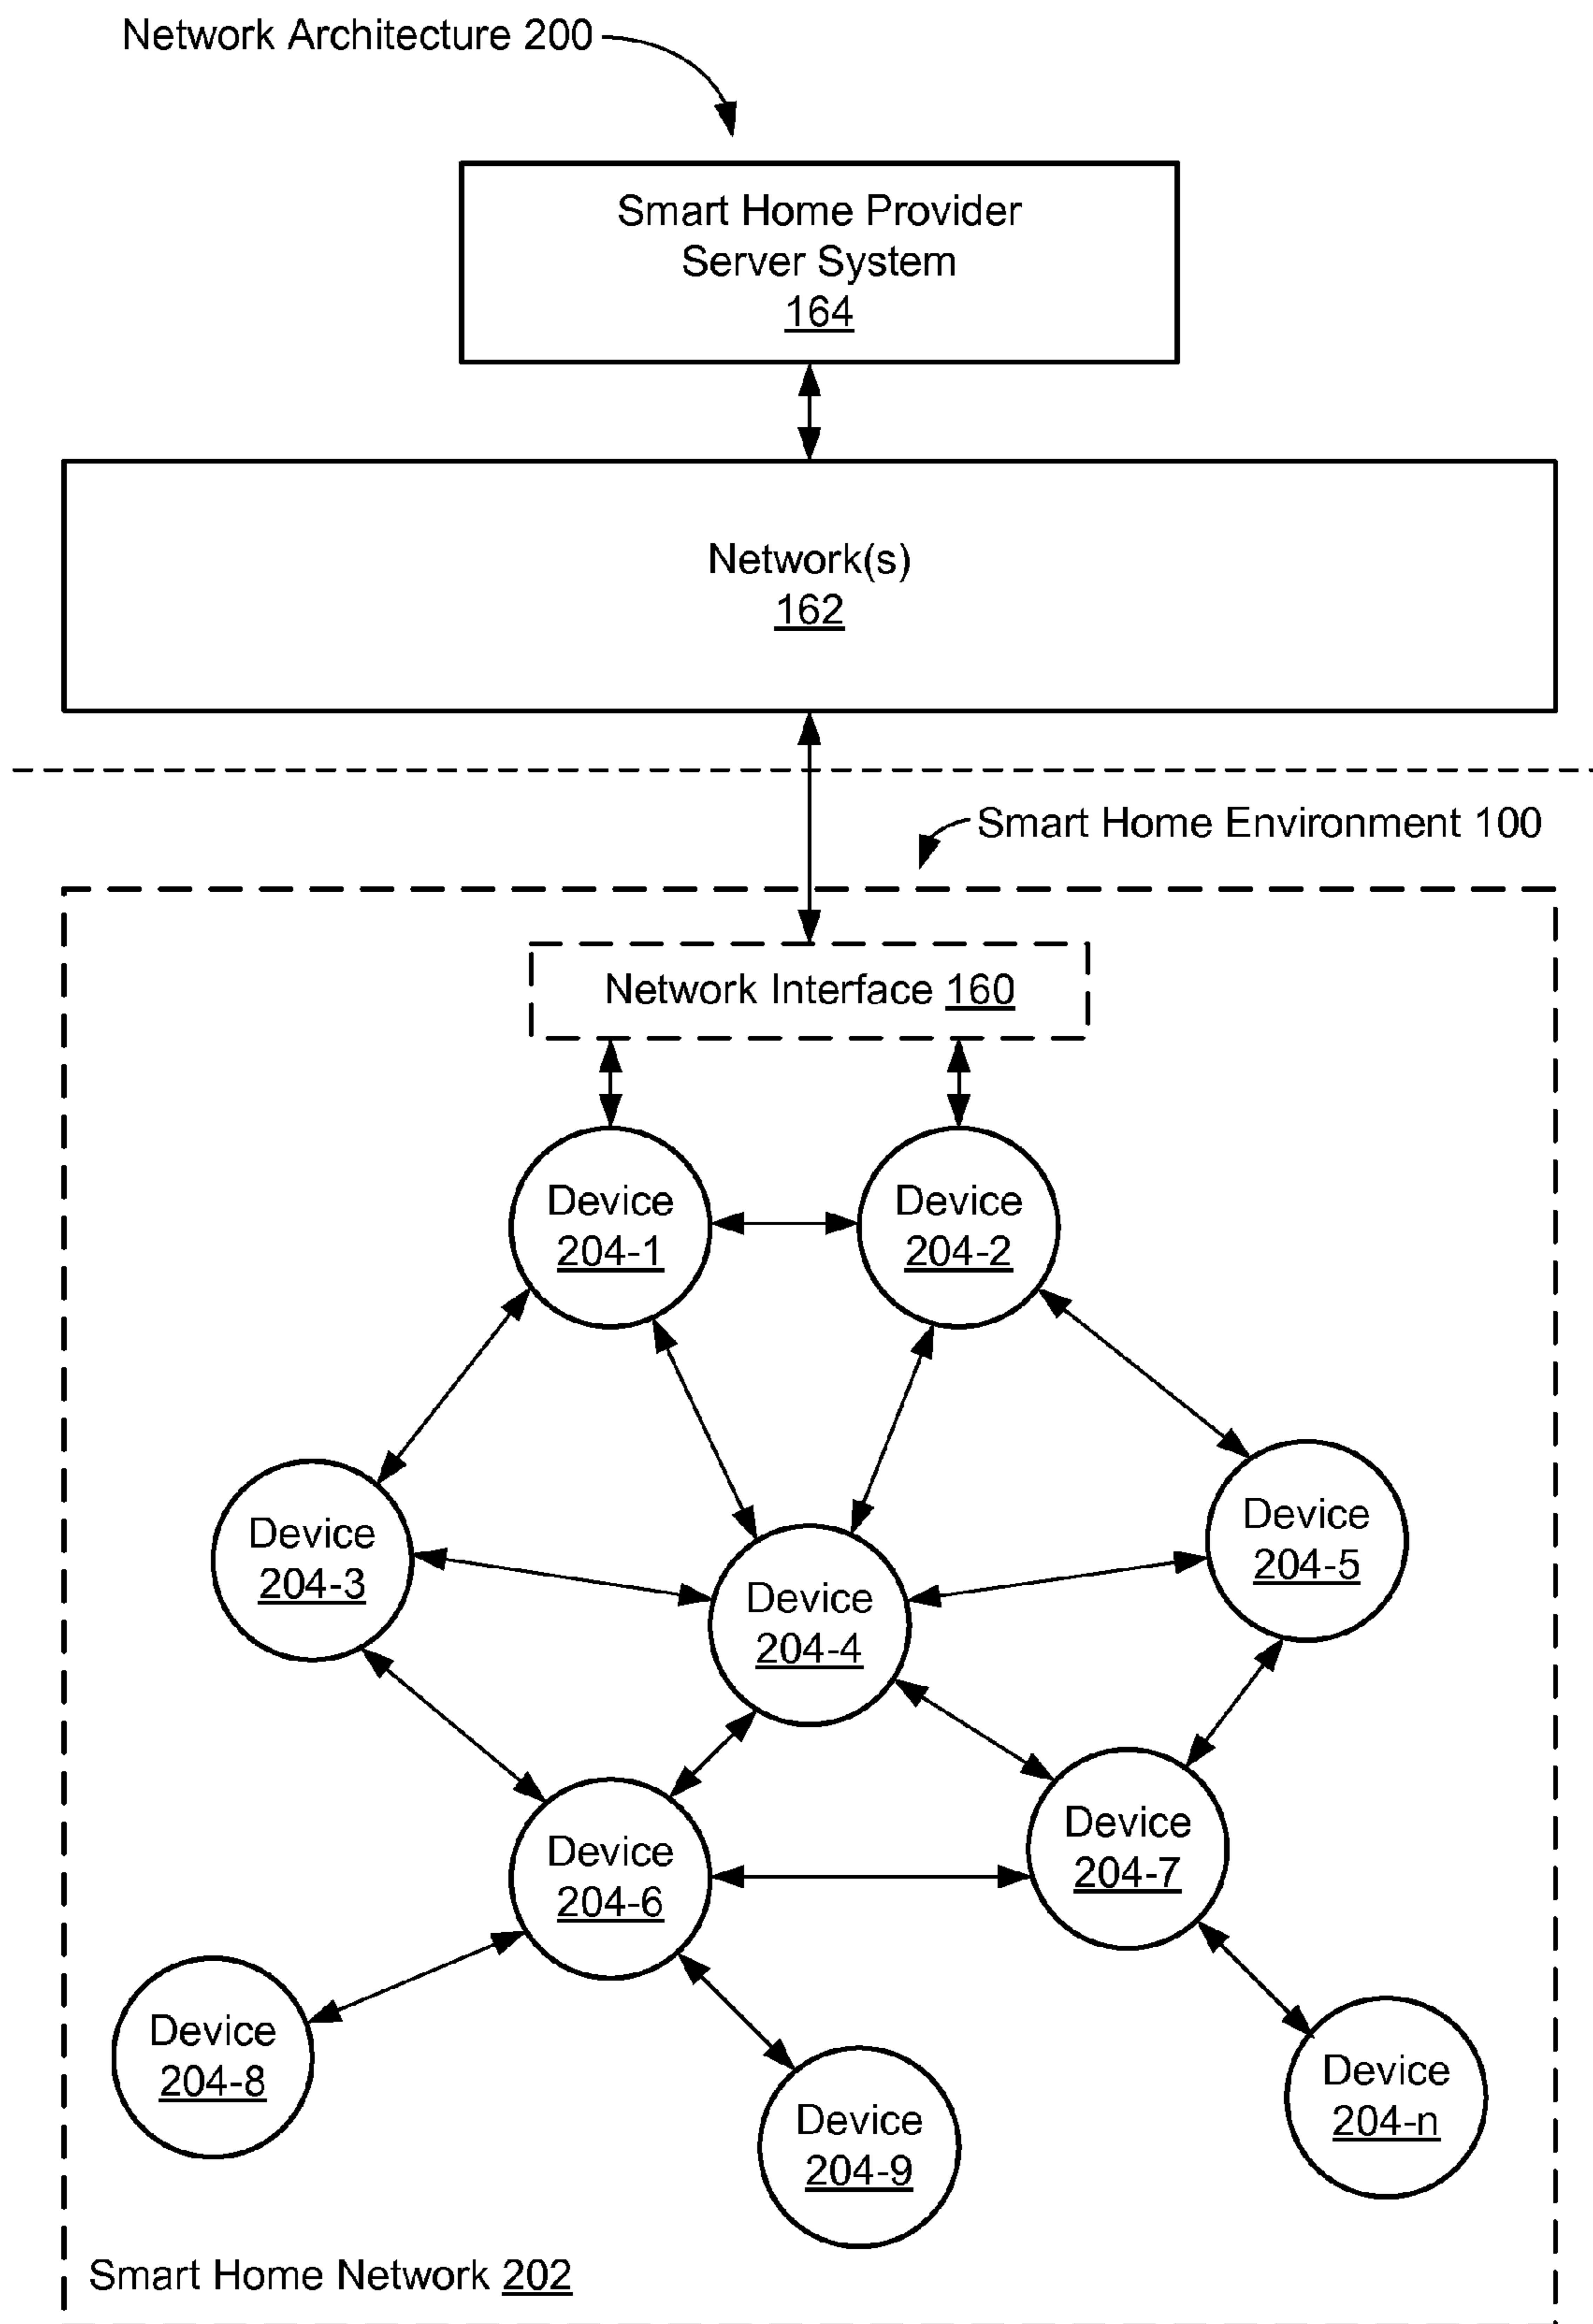 Network Architecture 200
Smart Home Provider
Server System
164
Network(s)
162
Smart Home Environment 100
Network Interface 160
Device
204-1
Device
204-2
Device
204-3
Device
204-4
Device
204-5
Device
204-6
Device
204-7
Device
204-8
Device
204-9
Device
204-n
Smart Home Network 202